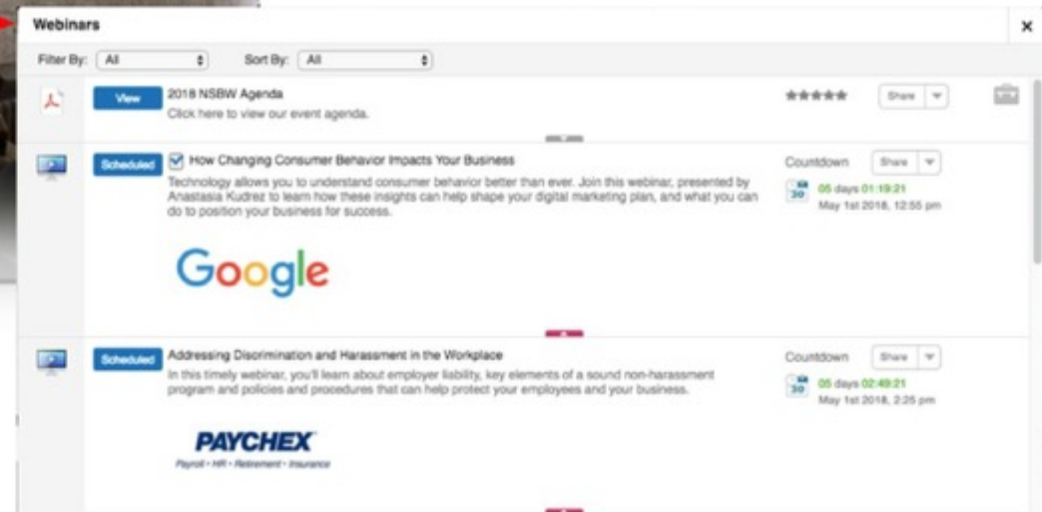 Webinars
Filter By: All Sort By: All
View 2018 NSBW Agenda Share
Click here to view our event agenda.
Scheduled How Changing Consumer Behavior Impacts Your Business Countdown Share
Technology allows you to understand consumer behavior better than ever. Join this webinar, presented by
Anastasia Kudrez to learn how these insights can help shape your digital marketing plan, and what you can
do to position your business for success.
30 05 days 01:19:21
May 1st 2018, 12:55 pm
Google
Scheduled Addressing Discrimination and Harassment in the Workplace Countdown Share
In this timely webinar, you'll learn about employer liability, key elements of a sound non-harassment
program and policies and procedures that can help protect your employees and your business.
30 05 days 02:49:21
May 1st 2018, 2:25 pm
PAYCHEX
Payroll • HR • Retirement • Insurance